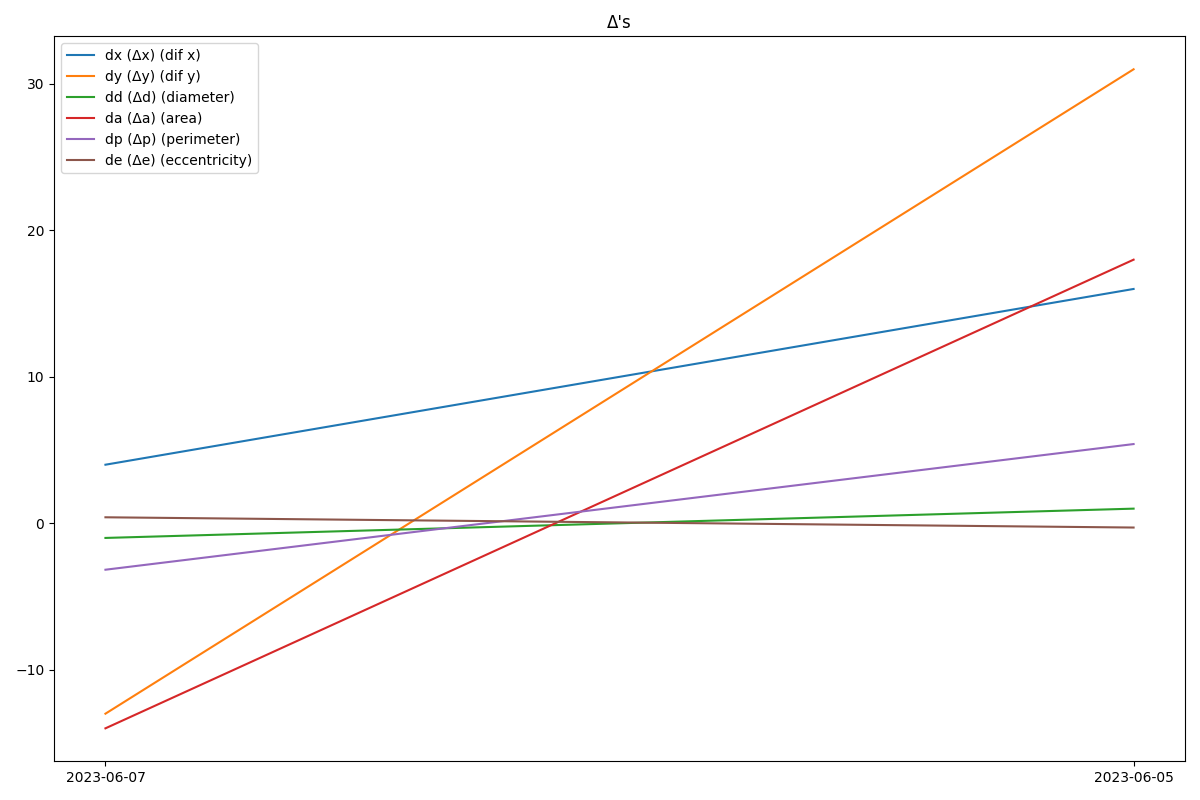 Δ's
dx (Δx) (dif x)
dy (Δy) (dif y)
dd (Δd) (diameter)
da (Δa) (area)
dp (Δp) (perimeter)
de (Δe) (eccentricity)
30
20
10
0
−10
2023-06-07
2023-06-05